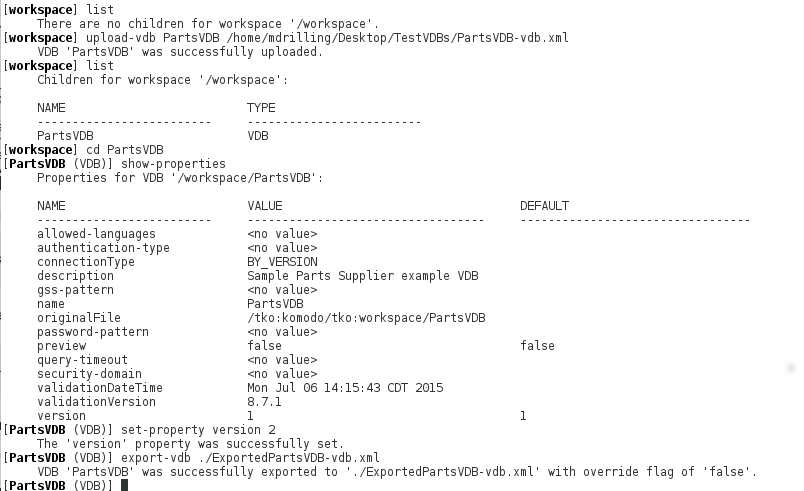 [workspace] list
There are no children for workspace '/workspace'.
[workspace] upload-vdb PartsVDB /home/mdrilling/Desktop/TestVDBs/PartsVDB-vdb.xml
VDB 'PartsVDB' was successfully uploaded.
[workspace] list
Children for workspace '/workspace':
NAME TYPE
------------------------- -------------------------
PartsVDB VDB
[workspace] cd PartsVDB
[PartsVDB (VDB)] show-properties
Properties for VDB '/workspace/PartsVDB':
NAME VALUE DEFAULT
------------------------- ---------------------------------- ---------------------------------
allowed-languages <no value>
authentication-type <no value>
connectionType BY_VERSION
description Sample Parts Supplier example VDB
gss-pattern <no value>
name PartsVDB
originalFile /tko:komodo/tko:workspace/PartsVDB
password-pattern <no value>
preview false false
query-timeout <no value>
security-domain <no value>
validationDateTime Mon Jul 06 14:15:43 CDT 2015
validationVersion 8.7.1
version 1 1
[PartsVDB (VDB)] set-property version 2
The 'version' property was successfully set.
[PartsVDB (VDB)] export-vdb ./ExportedPartsVDB-vdb.xml
VDB 'PartsVDB' was successfully exported to './ExportedPartsVDB-vdb.xml' with override flag of 'false'.
[PartsVDB (VDB)]